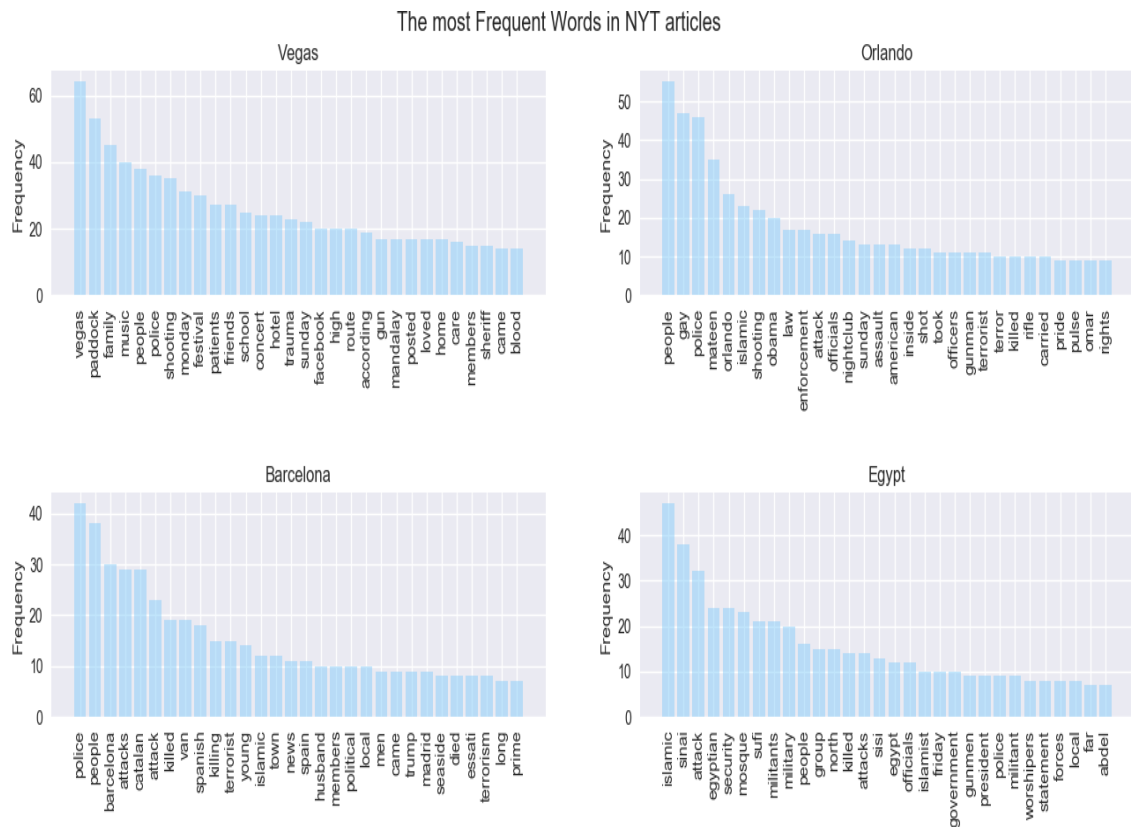 The most Frequent Words in NYT articles
Vegas
Frequency
60
40
20
0
vegas
paddock
family
music
people
police
shooting
monday
festival
patients
friends
school
concert
hotel
trauma
sunday
facebook
high
route
according
gun
mandalay
posted
loved
home
care
members
sheriff
came
blood
Orlando
Frequency
50
40
30
20
10
0
people
gay
police
mateen
orlando
islamic
shooting
obama
law
enforcement
attack
officials
nightclub
sunday
assault
american
inside
shot
took
officers
gunman
terrorist
terror
killed
rifle
carried
pride
pulse
omar
rights
Barcelona
Frequency
40
30
20
10
0
police
people
barcelona
attacks
catalan
attack
killed
van
spanish
killing
terrorist
young
islamic
town
news
spain
husband
members
political
local
men
came
trump
madrid
seaside
died
essati
terrorism
long
prime
Egypt
Frequency
40
30
20
10
0
islamic
sinai
attack
egyptian
security
mosque
sufi
militants
military
people
group
north
killed
attacks
sisi
egypt
officials
islamist
friday
government
gunmen
president
police
militant
worshipers
statement
forces
local
far
abdel